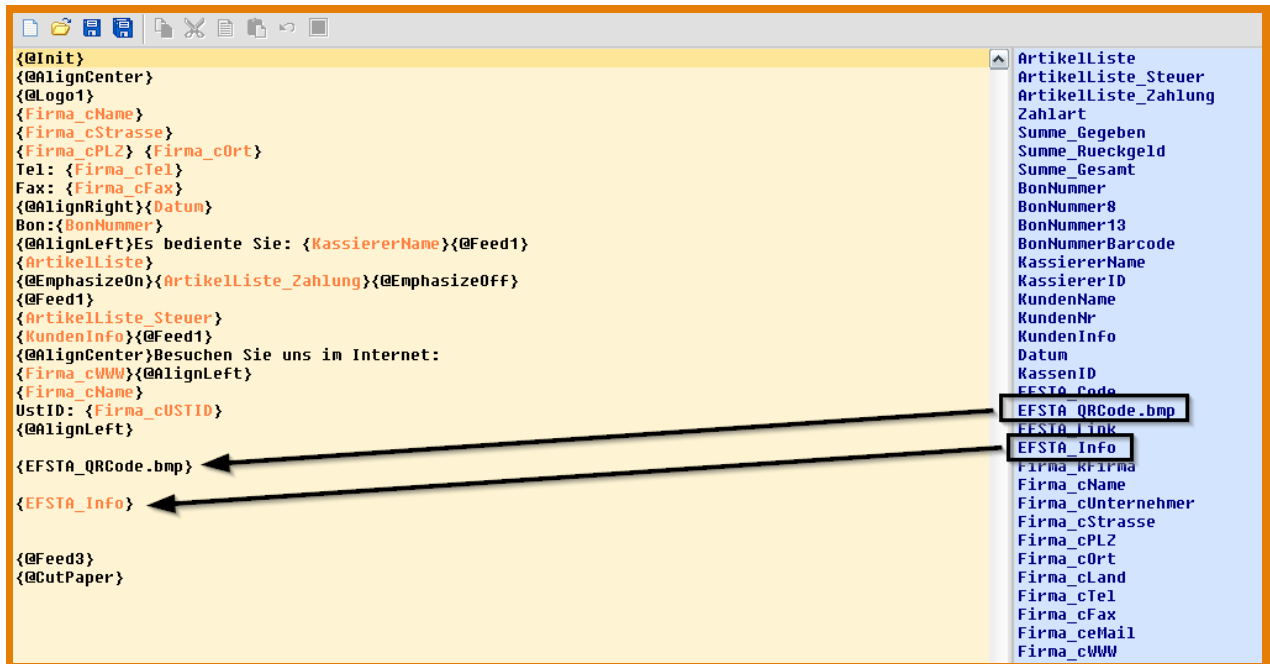 {@Init}
{@AlignCenter}
{@Logo1}
{Firma_cName}
{Firma_cStrasse}
{Firma_cPLZ} {Firma_cOrt}
Tel: {Firma_cTel}
Fax: {Firma_cFax}
{@AlignRight}{Datum}
Bon:{BonNummer}
{@AlignLeft}Es bediente Sie: {KassiererName}{@Feed1}
{ArtikelListe}
{@EmphasizeOn}{ArtikelListe_Zahlung}{@EmphasizeOff}
{@Feed1}
{ArtikelListe_Steuer}
{KundenInfo}{@Feed1}
{@AlignCenter}Besuchen Sie uns im Internet:
{Firma_cWWW}{@AlignLeft}
{Firma_cName}
UstID: {Firma_cUSTID}
{@AlignLeft}
{EFSTA_QRCode.bmp}
{EFSTA_Info}
{@Feed3}
{@CutPaper}
ArtikelListe
ArtikelListe_Steuer
ArtikelListe_Zahlung
Zahlart
Summe_Gegeben
Summe_Rueckgeld
Summe_Gesamt
BonNummer
BonNummer8
BonNummer13
BonNummerBarcode
KassiererName
KassiererID
KundenName
KundenNr
KundenInfo
Datum
KassenID
EFSTA_Code
EFSTA_QRCode.bmp
EFSTA_Link
EFSTA_Info
Firma_kFirma
Firma_cName
Firma_cUnternehmer
Firma_cStrasse
Firma_cPLZ
Firma_cOrt
Firma_cLand
Firma_cTel
Firma_cFax
Firma_ceMail
Firma_cWWW